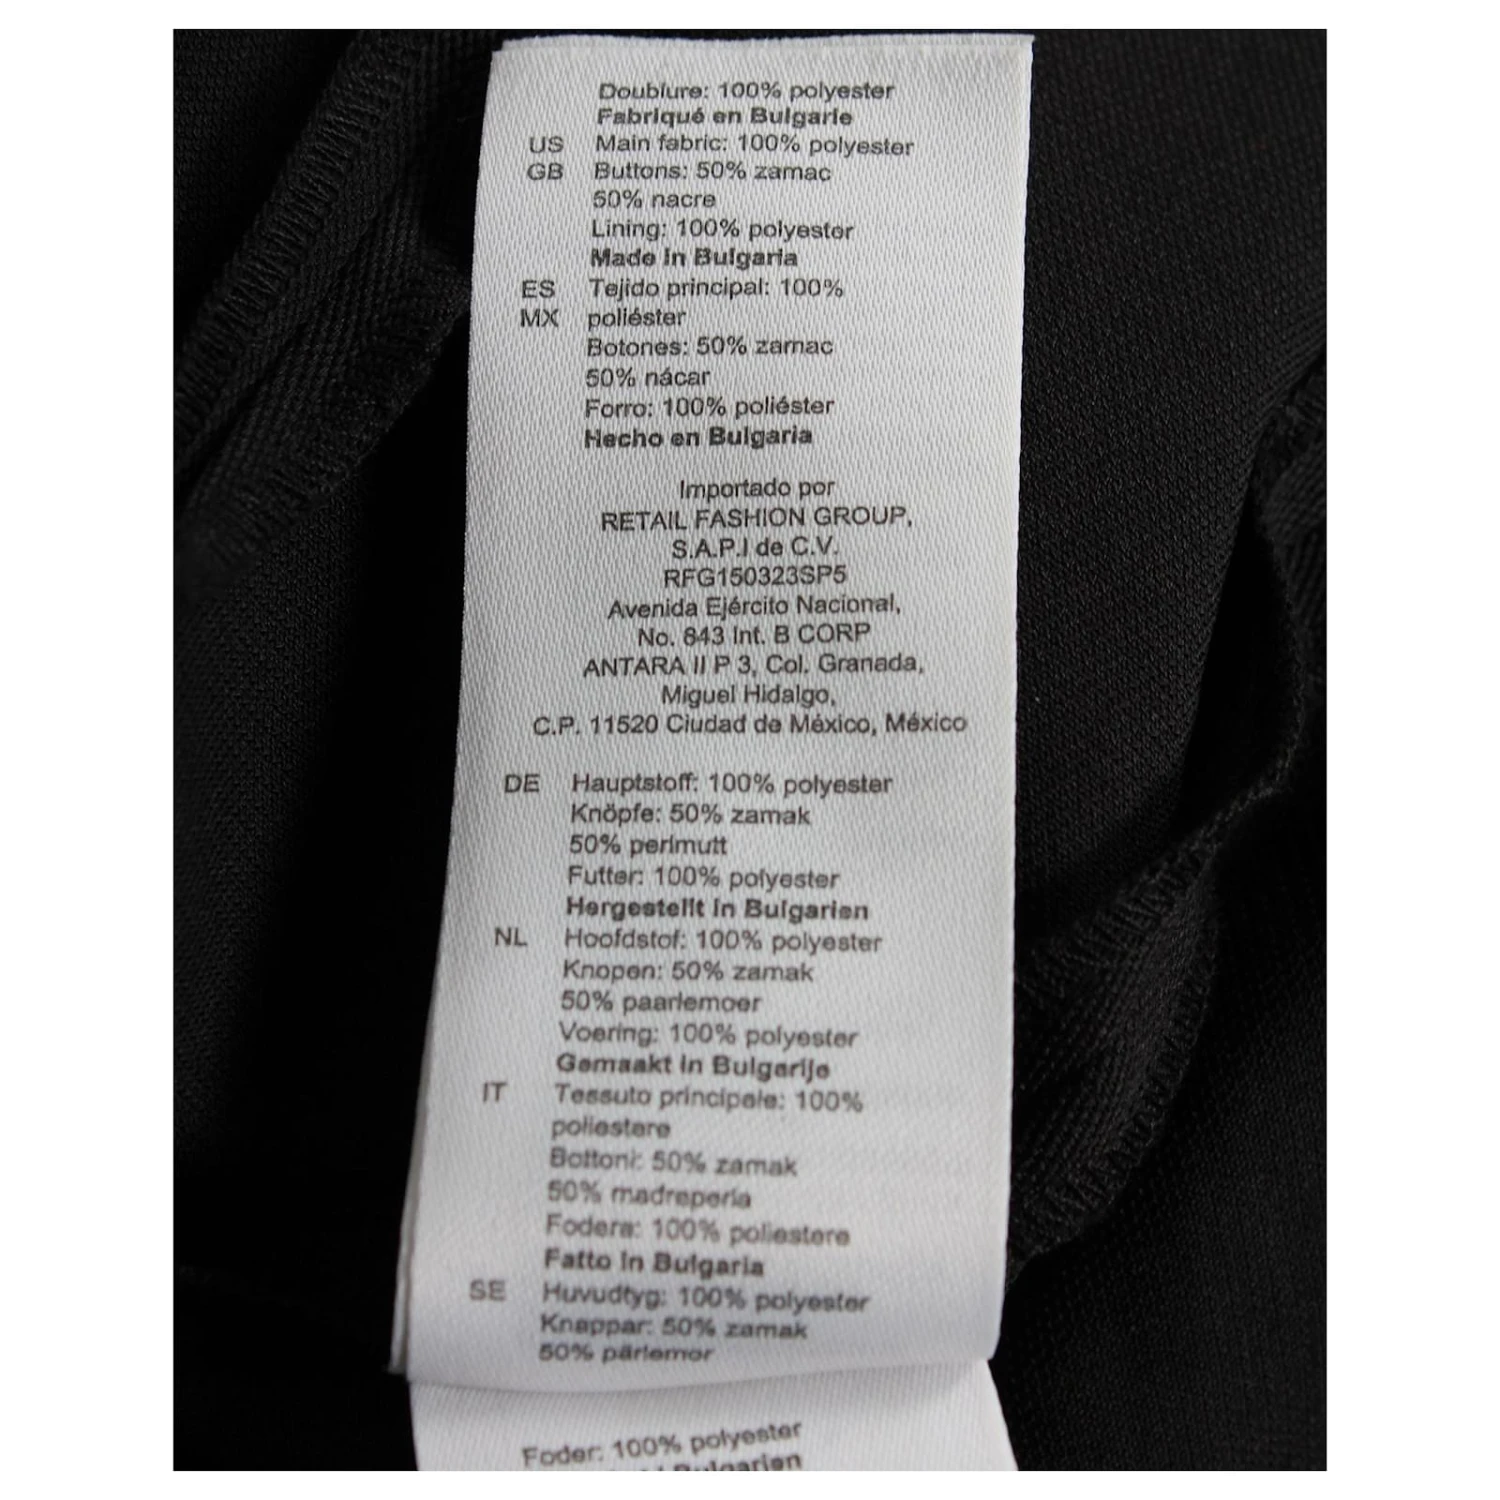 Doublure: 100% polyester
Fabriqué en Bulgarie
US Main fabric: 100% polyester
GB Buttons: 50% zamac
50% nacre
Lining: 100% polyester
Made in Bulgaria
ES Tejido principal: 100%
MX poliéster
Botones: 50% zamac
50% nácar
Forro: 100% poliéster
Hecho en Bulgaria
Importado por
RETAIL FASHION GROUP,
S.A.P.I de C.V.
RFG150323SP5
Avenida Ejército Nacional,
No. 843 Int. B CORP
ANTARA II P 3, Col. Granada,
Miguel Hidalgo,
C.P. 11520 Ciudad de México, México
DE Hauptstoff: 100% polyester
Knöpfe: 50% zamak
50% perlmutt
Futter: 100% polyester
Hergestellt in Bulgarien
NL Hoofdstof: 100% polyester
Knopen: 50% zamak
50% paarlemoer
Voering: 100% polyester
Gemaakt in Bulgarije
IT Tessuto principale: 100%
poliestere
Bottoni: 50% zamak
50% madreperla
Fodera: 100% poliestere
Fatto in Bulgaria
SE Huvudtyg: 100% polyester
Knappar: 50% zamak
50% pärlemor
Foder: 100% polyester
Bulgarien